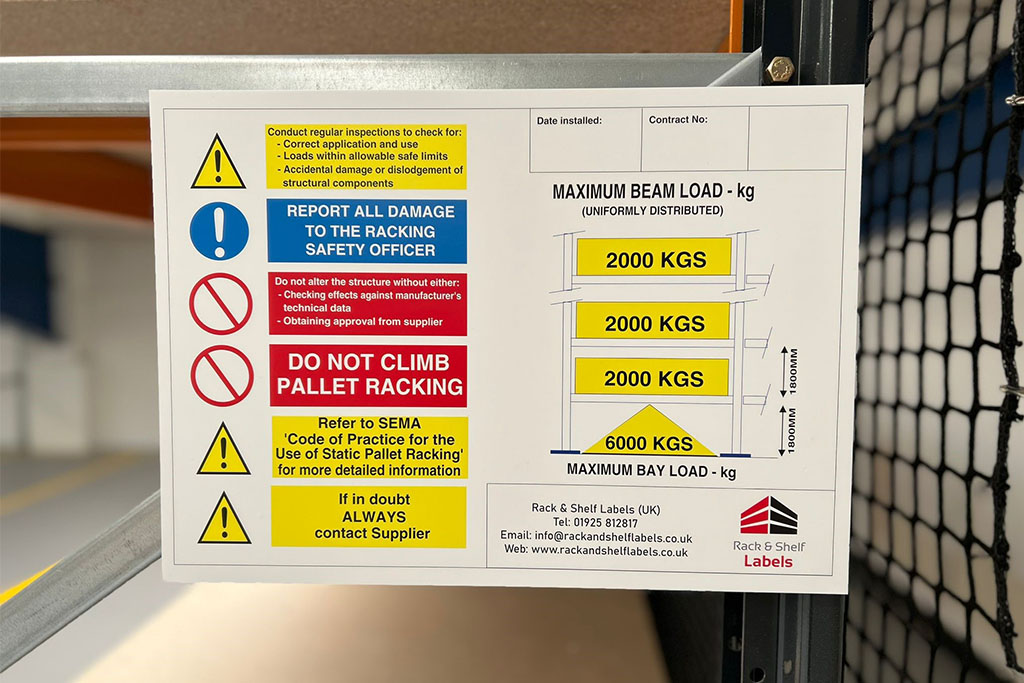 Conduct regular inspections to check for:
- Correct application and use
- Loads within allowable safe limits
- Accidental damage or dislodgement of
structural components
REPORT ALL DAMAGE
TO THE RACKING
SAFETY OFFICER
Do not alter the structure without either:
- Checking effects against manufacturer's
technical data
- Obtaining approval from supplier
DO NOT CLIMB
PALLET RACKING
Refer to SEMA
'Code of Practice for the
Use of Static Pallet Racking'
for more detailed information
If in doubt
ALWAYS
contact Supplier
Date installed:
Contract No:
MAXIMUM BEAM LOAD - kg
(UNIFORMLY DISTRIBUTED)
2000 KGS
2000 KGS
2000 KGS
1800MM
6000 KGS
1800MM
MAXIMUM BAY LOAD - kg
Rack & Shelf Labels (UK)
Tel: 01925 812817
Email: info@rackandshelflabels.co.uk
Web: www.rackandshelflabels.co.uk
Rack & Shelf
Labels